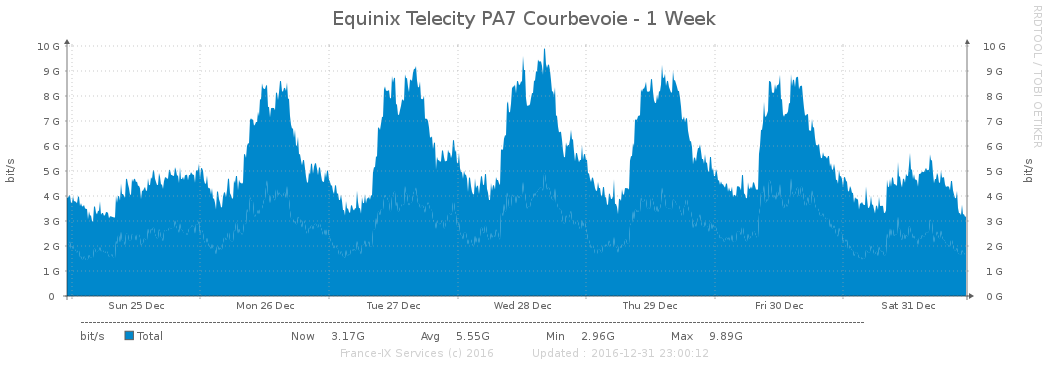 Equinix Telecity PA7 Courbevoie - 1 Week
RRDTOOL / TOBI OETIKER
10 G 10 G
9 G 9 G
8 G 8 G
7 G 7 G
6 G 6 G
5 G 5 G
4 G 4 G
3 G 3 G
2 G 2 G
1 G 1 G
0 0 G
bit/s bit/s
Sun 25 Dec Mon 26 Dec Tue 27 Dec Wed 28 Dec Thu 29 Dec Fri 30 Dec Sat 31 Dec
bit/s Total Now 3.17G Avg 5.55G Min 2.96G Max 9.89G
France-IX Services (c) 2016 Updated : 2016-12-31 23:00:12